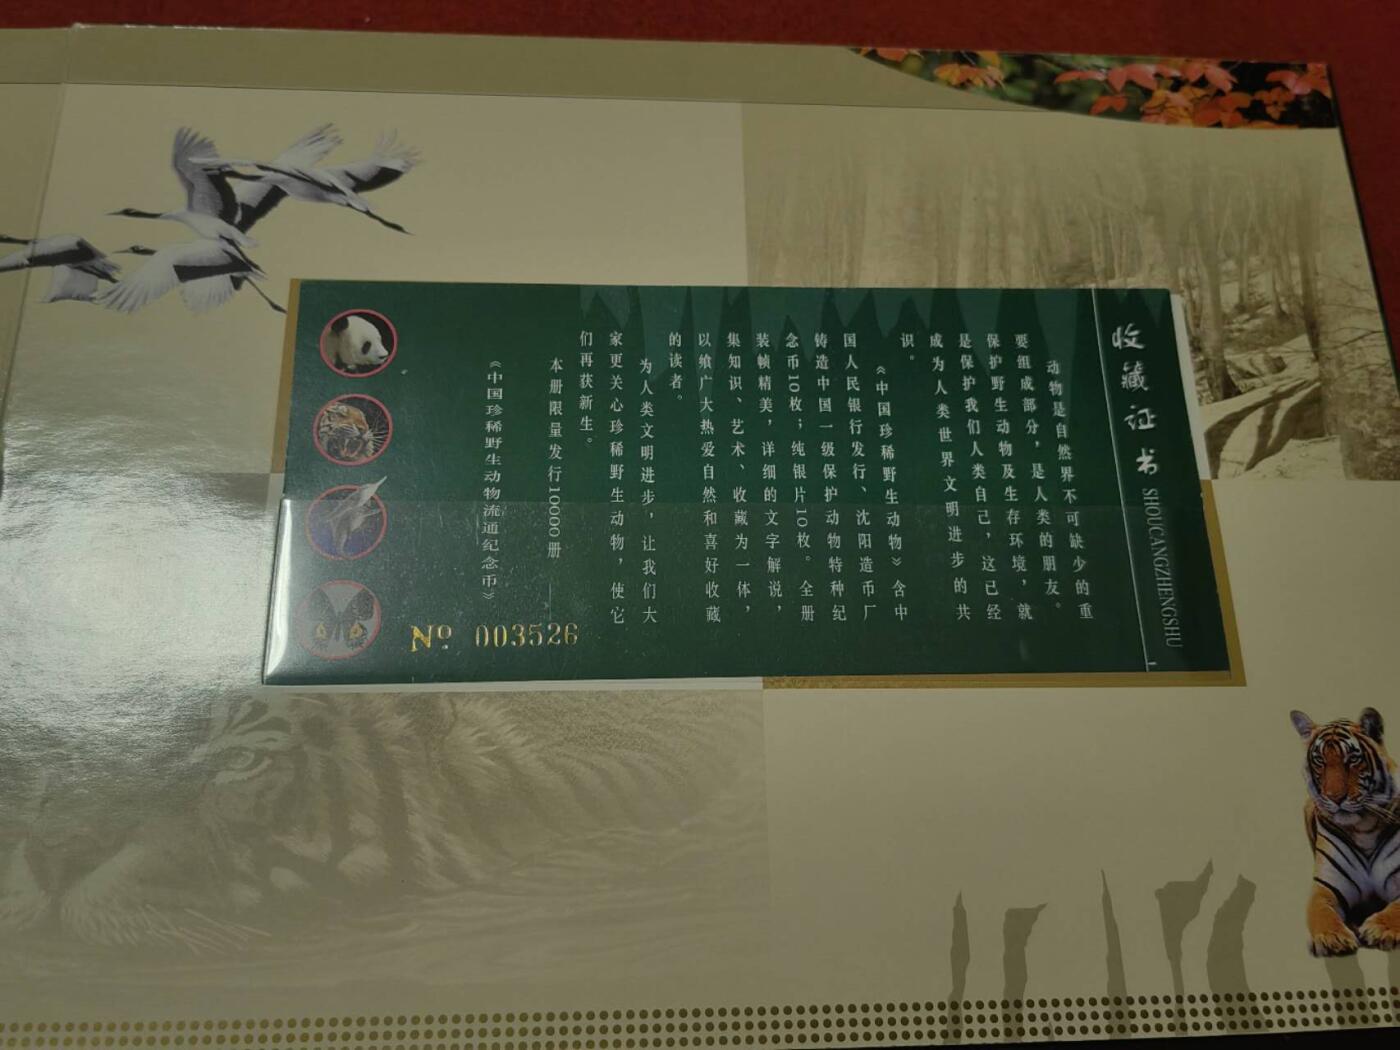 收藏证书
SHOUCANGZHENGSHU
动物是自然界不可缺少的重
要组成部分，是人类的朋友。
保护野生动物及生存环境，就
是保护我们人类自己，这已经
成为人类世界文明进步的共
识。
《中国珍稀野生动物》含中
国人民银行发行、沈阳造币厂
铸造中国一级保护动物特种纪
念币10枚；纯银片10枚。全册
装帧精美，详细的文字解说，
集知识、艺术、收藏为一体，
以飨广大热爱自然和喜好收藏
的读者。
为人类文明进步，让我们大
家更关心珍稀野生动物，使它
们再获新生。
本册限量发行10000册
《中国珍稀野生动物流通纪念币》
Nº 003526